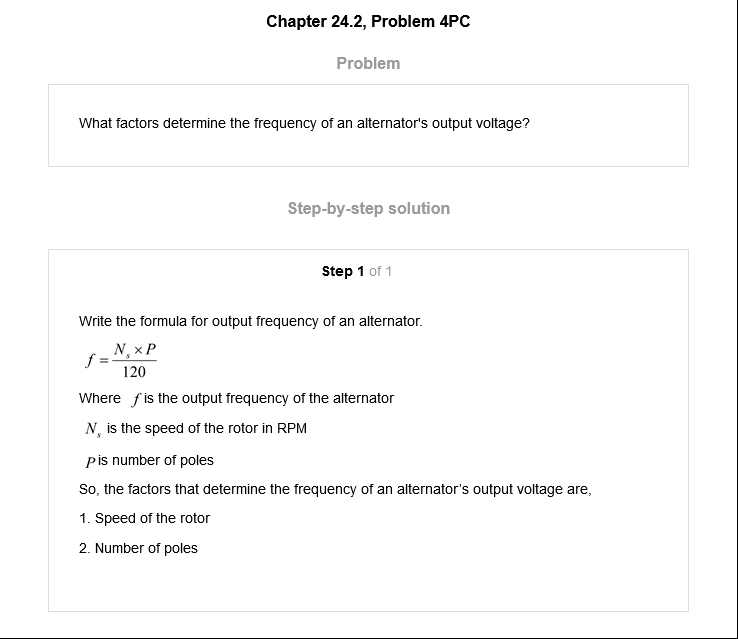 Chapter 24.2, Problem 4PC
Problem
What factors determine the frequency of an alternator's output voltage?
Step-by-step solution
Step 1 of 1
Write the formula for output frequency of an alternator.
f = Nₛ × P / 120
Where f is the output frequency of the alternator
Nₛ is the speed of the rotor in RPM
P is number of poles
So, the factors that determine the frequency of an alternator's output voltage are,
1. Speed of the rotor
2. Number of poles